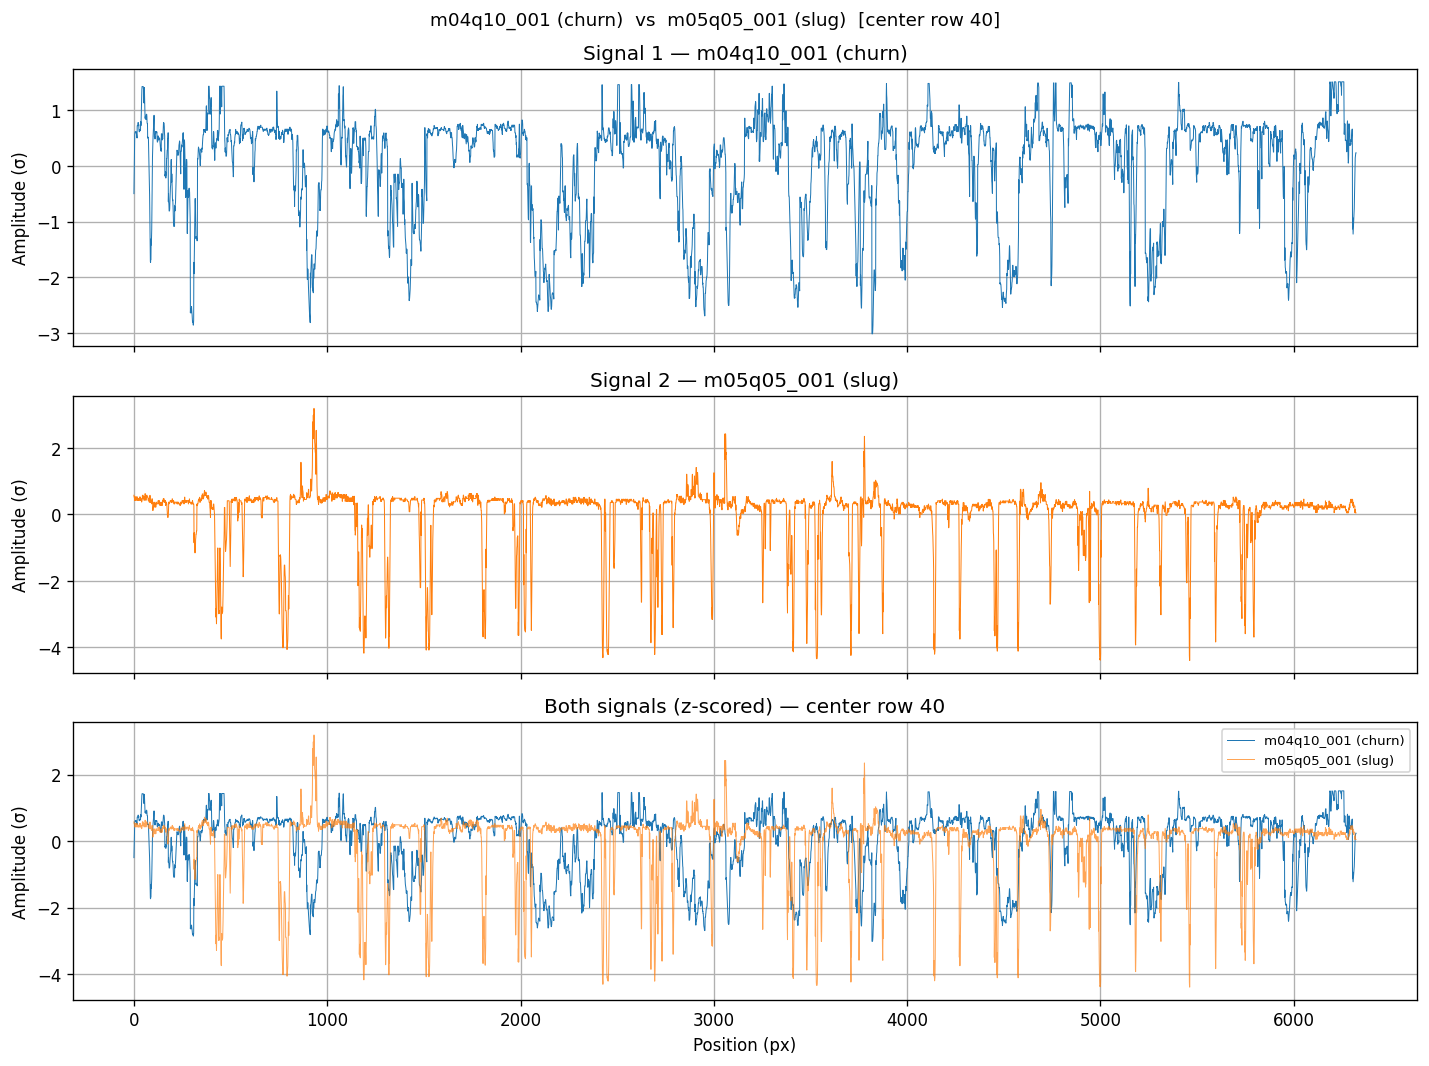 m04q10_001 (churn)  vs  m05q05_001 (slug)  [center row 40]
Signal 1 — m04q10_001 (churn)
Amplitude (σ)
1
0
−1
−2
−3
Signal 2 — m05q05_001 (slug)
Amplitude (σ)
2
0
−2
−4
Both signals (z-scored) — center row 40
Amplitude (σ)
2
0
−2
−4
m04q10_001 (churn)
m05q05_001 (slug)
0 1000 2000 3000 4000 5000 6000
Position (px)